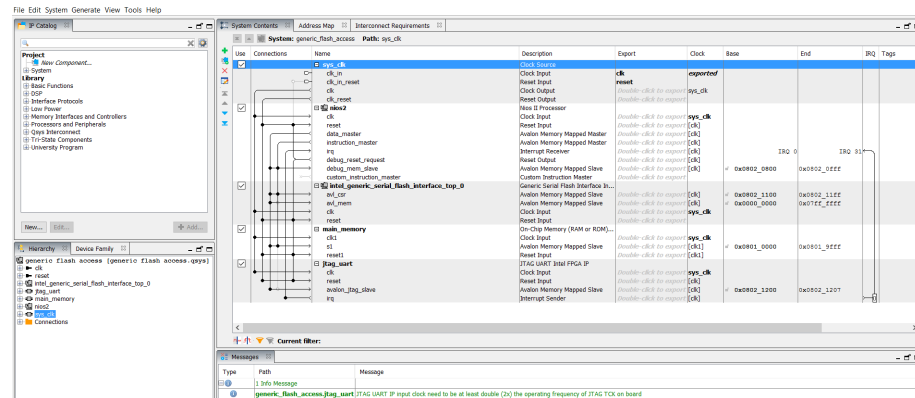 File Edit System Generate View Tools Help
IP Catalog
Project
New Component...
System
Library
Basic Functions
DSP
Interface Protocols
Low Power
Memory Interfaces and Controllers
Processors and Peripherals
Qsys Interconnect
Tri-State Components
University Program
New... Edit... Add...
Hierarchy Device Family
generic flash access [generic flash access.qsys]
clk
reset
intel_generic_serial_flash_interface_top_0
jtag_uart
main_memory
nios2
sys_clk
Connections
System Contents Address Map Interconnect Requirements
System: generic_flash_access Path: sys_clk
Use Connections Name Description Export Clock Base End IRQ Tags
sys_clk Clock Source
clk_in Clock Input clk exported
clk_in_reset Reset Input reset
clk Clock Output Double-click to export sys_clk
clk_reset Reset Output Double-click to export
nios2 Nios II Processor
clk Clock Input Double-click to export sys_clk
reset Reset Input Double-click to export [clk]
data_master Avalon Memory Mapped Master Double-click to export [clk]
instruction_master Avalon Memory Mapped Master Double-click to export [clk]
irq Interrupt Receiver Double-click to export [clk] IRQ 0 IRQ 31
debug_reset_request Reset Output Double-click to export [clk]
debug_mem_slave Avalon Memory Mapped Slave Double-click to export [clk] 0x0802_0800 0x0802_0fff
custom_instruction_master Custom Instruction Master Double-click to export
intel_generic_serial_flash_interface_top_0 Generic Serial Flash Interface In...
avl_csr Avalon Memory Mapped Slave Double-click to export [clk] 0x0802_1100 0x0802_11ff
avl_mem Avalon Memory Mapped Slave Double-click to export [clk] 0x0000_0000 0x07ff_ffff
clk Clock Input Double-click to export sys_clk
reset Reset Input Double-click to export [clk]
main_memory On-Chip Memory (RAM or ROM)...
clk1 Clock Input Double-click to export sys_clk
s1 Avalon Memory Mapped Slave Double-click to export [clk1] 0x0801_0000 0x0801_9fff
reset1 Reset Input Double-click to export [clk1]
jtag_uart JTAG UART Intel FPGA IP
clk Clock Input Double-click to export sys_clk
reset Reset Input Double-click to export [clk]
avalon_jtag_slave Avalon Memory Mapped Slave Double-click to export [clk] 0x0802_1200 0x0802_1207
irq Interrupt Sender Double-click to export [clk]
Current filter:
Messages
Type Path Message
1 Info Message
generic_flash_access.jtag_uart JTAG UART IP input clock need to be at least double (2x) the operating frequency of JTAG TCK on board